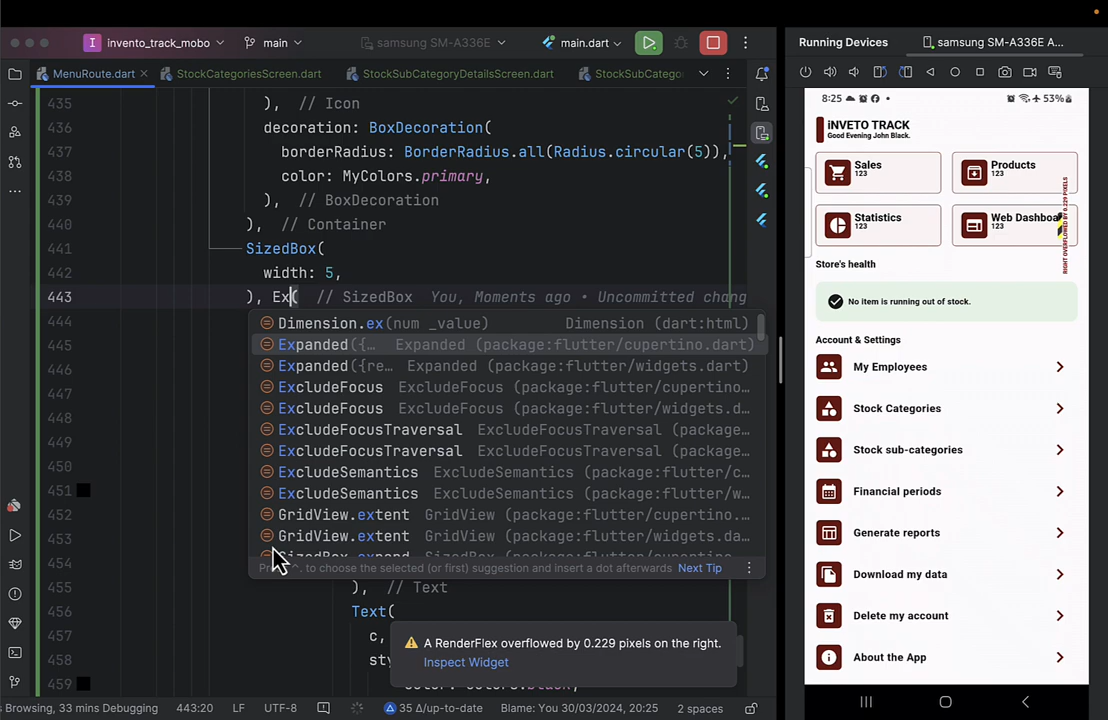 I invento_track_mobo main samsung SM-A336E main.dart
MenuRoute.dart StockCategoriesScreen.dart StockSubCategoryDetailsScreen.dart StockSubCatego
435 ), // Icon
436 decoration: BoxDecoration(
437 borderRadius: BorderRadius.all(Radius.circular(5)),
438 color: MyColors.primary,
439 ), // BoxDecoration
440 ), // Container
441 SizedBox(
442 width: 5,
443 ), Ex( // SizedBox You, Moments ago • Uncommitted chang
444 Dimension.ex(num _value) Dimension (dart:html)
445 Expanded({… Expanded (package:flutter/cupertino.dart)
446 Expanded({re… Expanded (package:flutter/widgets.dart)
447 ExcludeFocus ExcludeFocus (package:flutter/cupertino…
448 ExcludeFocus ExcludeFocus (package:flutter/widgets.d…
ExcludeFocusTraversal ExcludeFocusTraversal (package…
449 ExcludeFocusTraversal ExcludeFocusTraversal (package…
450 ExcludeSemantics ExcludeSemantics (package:flutter/c…
451 ExcludeSemantics ExcludeSemantics (package:flutter/w…
452 GridView.extent GridView (package:flutter/cupertino.…
453 GridView.extent GridView (package:flutter/widgets.da…
454 SizedBox.expand SizedBox (package:flutter/cupertino
^. to choose the selected (or first) suggestion and insert a dot afterwards Next Tip
455 ), // Text
456 Text(
457 c,
458 sty
459 color: Colors.black,
A RenderFlex overflowed by 0.229 pixels on the right.
Inspect Widget
s Browsing, 33 mins Debugging 443:20 LF UTF-8 35 Δ/up-to-date Blame: You 30/03/2024, 20:25 2 spaces
Running Devices samsung SM-A336E A...
8:25 53%
iNVETO TRACK
Good Evening John Black.
Sales
123
Products
123
Statistics
123
Web Dashboa
123
RIGHT OVERFLOWED BY 0.229 PIXELS
Store's health
No item is running out of stock.
Account & Settings
My Employees
Stock Categories
Stock sub-categories
Financial periods
Generate reports
Download my data
Delete my account
About the App